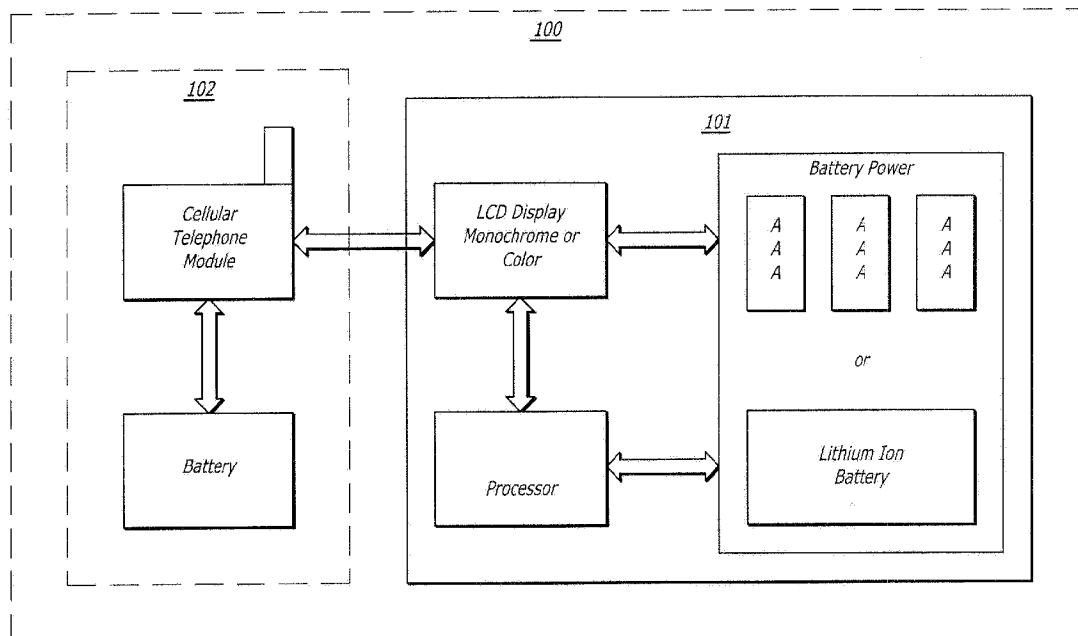 100
102
101
Battery Power
Cellular
Telephone
Module
LCD Display
Monochrome or
Color
A
A
A
A
A
A
A
A
A
or
Battery
Processor
Lithium Ion
Battery